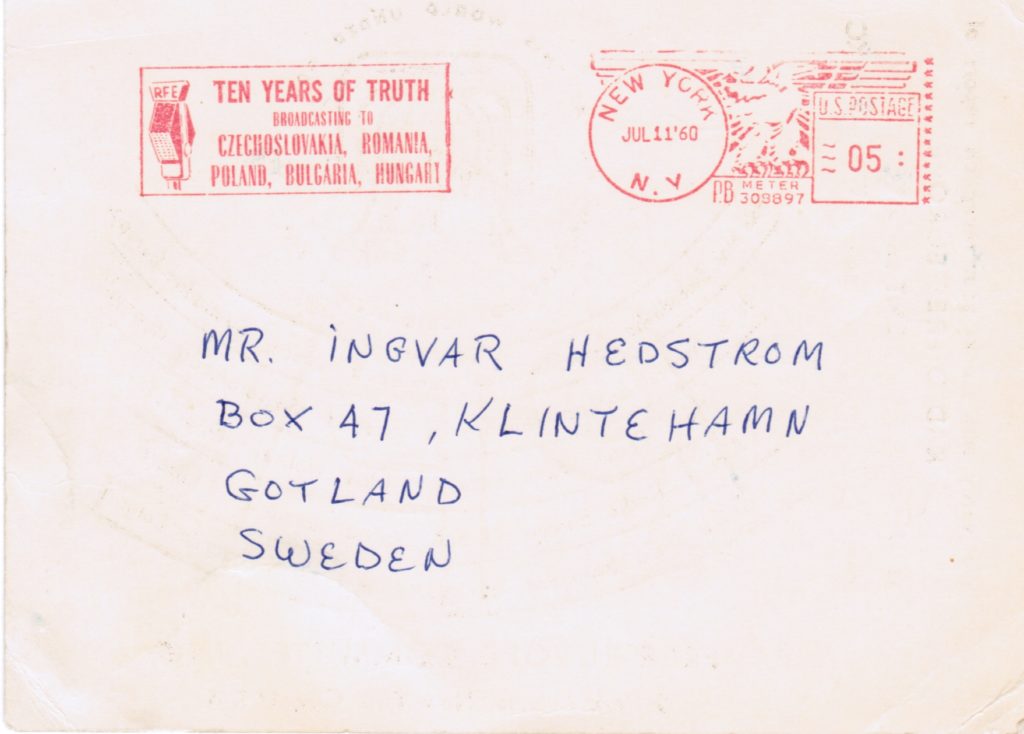 RFE
TEN YEARS OF TRUTH
BROADCASTING TO
CZECHOSLOVAKIA, ROMANIA,
POLAND, BULGARIA, HUNGARY
NEW YORK
JUL 11 '60
N.Y
U.S. POSTAGE
05
PB METER
309897
MR. INGVAR HEDSTROM
BOX 47, KLINTEHAMN
GOTLAND
SWEDEN